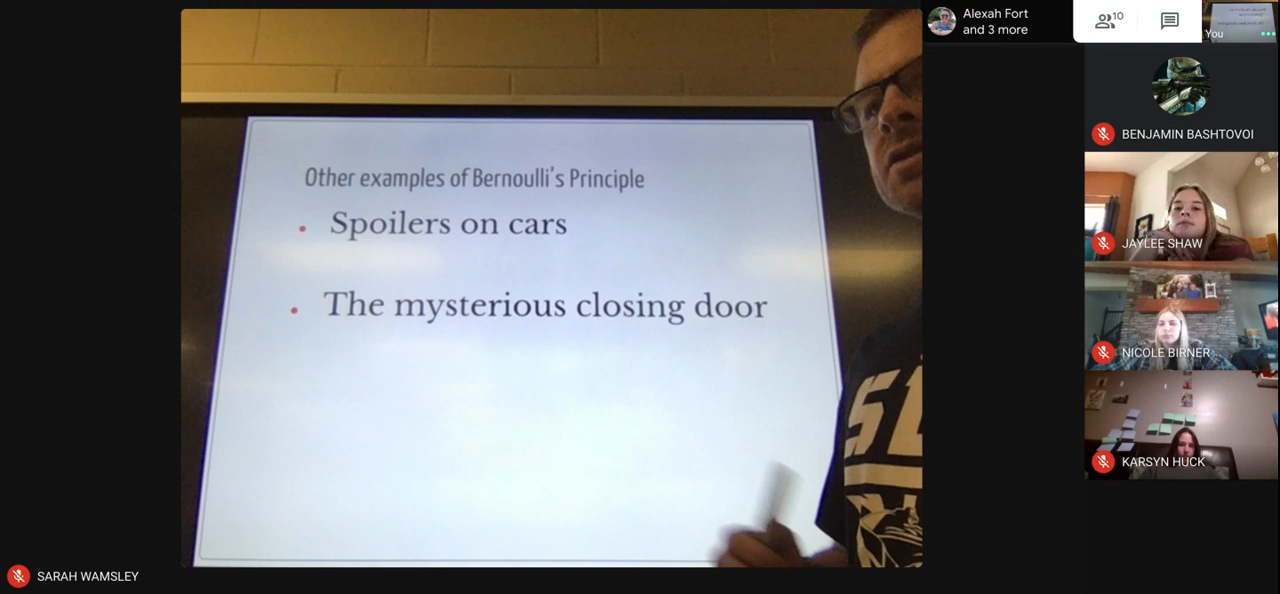 Alexah Fort
and 3 more
10
You
Other examples of Bernoulli's Principle
• Spoilers on cars
• The mysterious closing door
BENJAMIN BASHTOVOI
JAYLEE SHAW
NICOLE BIRNER
KARSYN HUCK
SARAH WAMSLEY